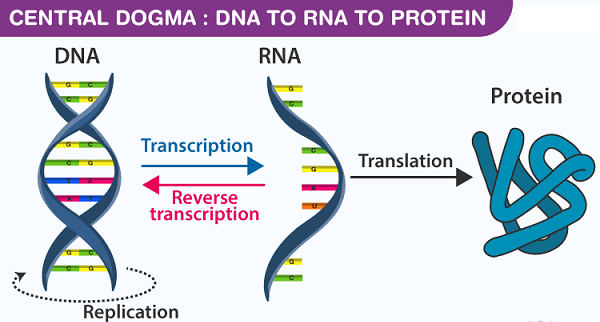 CENTRAL DOGMA : DNA TO RNA TO PROTEIN
DNA
RNA
Protein
G C
C G
G
G C
C G
A
A
G C
C G
C
G
A
U
G
C
Transcription
Reverse
transcription
Translation
Replication